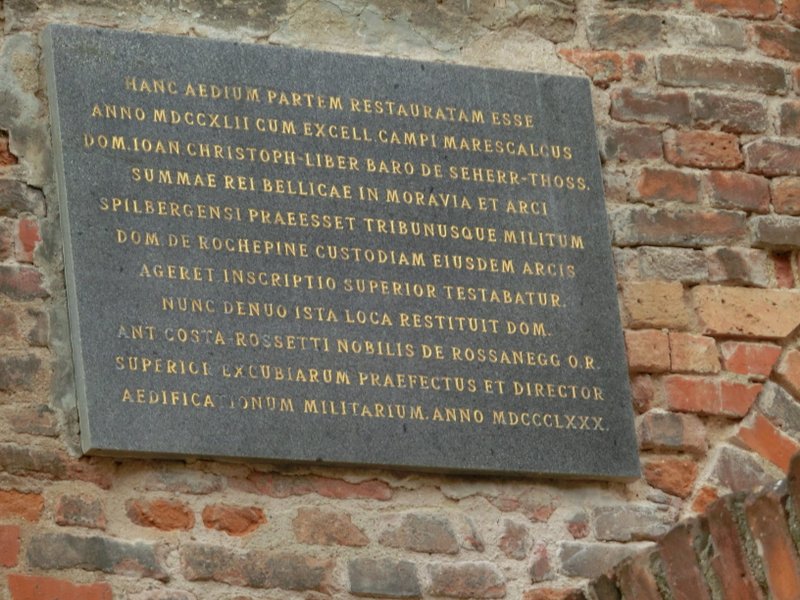 HANC AEDIUM PARTEM RESTAURATAM ESSE
ANNO MDCCXLII CUM EXCELL. CAMPI MARESCALCUS
DOM. IOAN CHRISTOPH-LIBER BARO DE SEHERR-THOSS.
SUMMAE REI BELLICAE IN MORAVIA ET ARCI
SPILBERGENSI PRAEESSET TRIBUNUSQUE MILITUM
DOM. DE ROCHEPINE CUSTODIAM EIUSDEM ARCIS
AGERET. INSCRIPTIO SUPERIOR TESTABATUR.
NUNC DENUO ISTA LOCA RESTITUIT DOM.
ANT. COSTA-ROSSETTI NOBILIS DE ROSSANEGG O.R.
SUPERIOR EXCUBIARUM PRAEFECTUS ET DIRECTOR
AEDIFICATIONUM MILITARIUM. ANNO MDCCCLXXX.